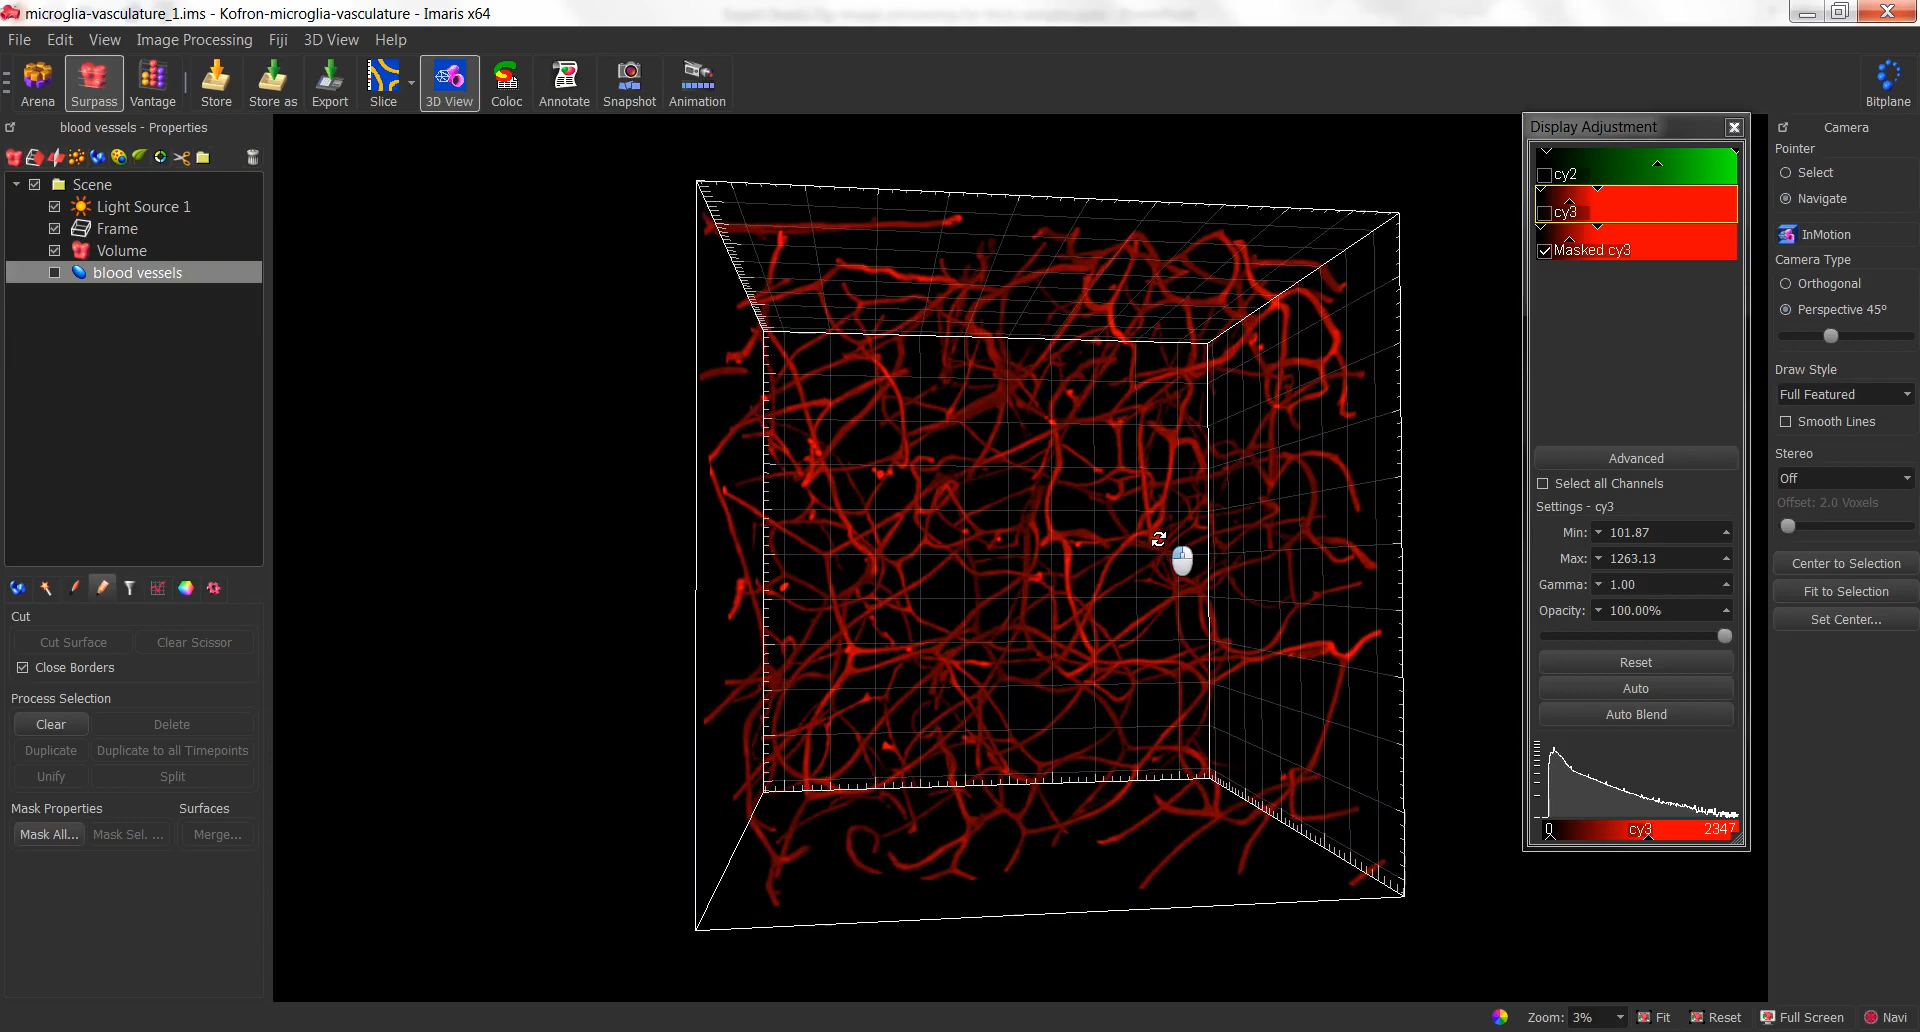 microglia-vasculature_1.ims - Kofron-microglia-vasculature - Imaris x64
File Edit View Image Processing Fiji 3D View Help
Arena Surpass Vantage Store Store as Export Slice 3D View Coloc Annotate Snapshot Animation Bitplane
blood vessels - Properties
Scene
Light Source 1
Frame
Volume
blood vessels
Cut
Cut Surface Clear Scissor
Close Borders
Process Selection
Clear Delete
Duplicate Duplicate to all Timepoints
Unify Split
Mask Properties Surfaces
Mask All... Mask Sel. ... Merge...
Display Adjustment
cy2
cy3
Masked cy3
Advanced
Select all Channels
Settings - cy3
Min: 101.87
Max: 1263.13
Gamma: 1.00
Opacity: 100.00%
Reset
Auto
Auto Blend
0 cy3 2347
Camera
Pointer
Select
Navigate
InMotion
Camera Type
Orthogonal
Perspective 45º
Draw Style
Full Featured
Smooth Lines
Stereo
Off
Offset: 2.0 Voxels
Center to Selection
Fit to Selection
Set Center...
Zoom: 3% Fit Reset Full Screen Navi